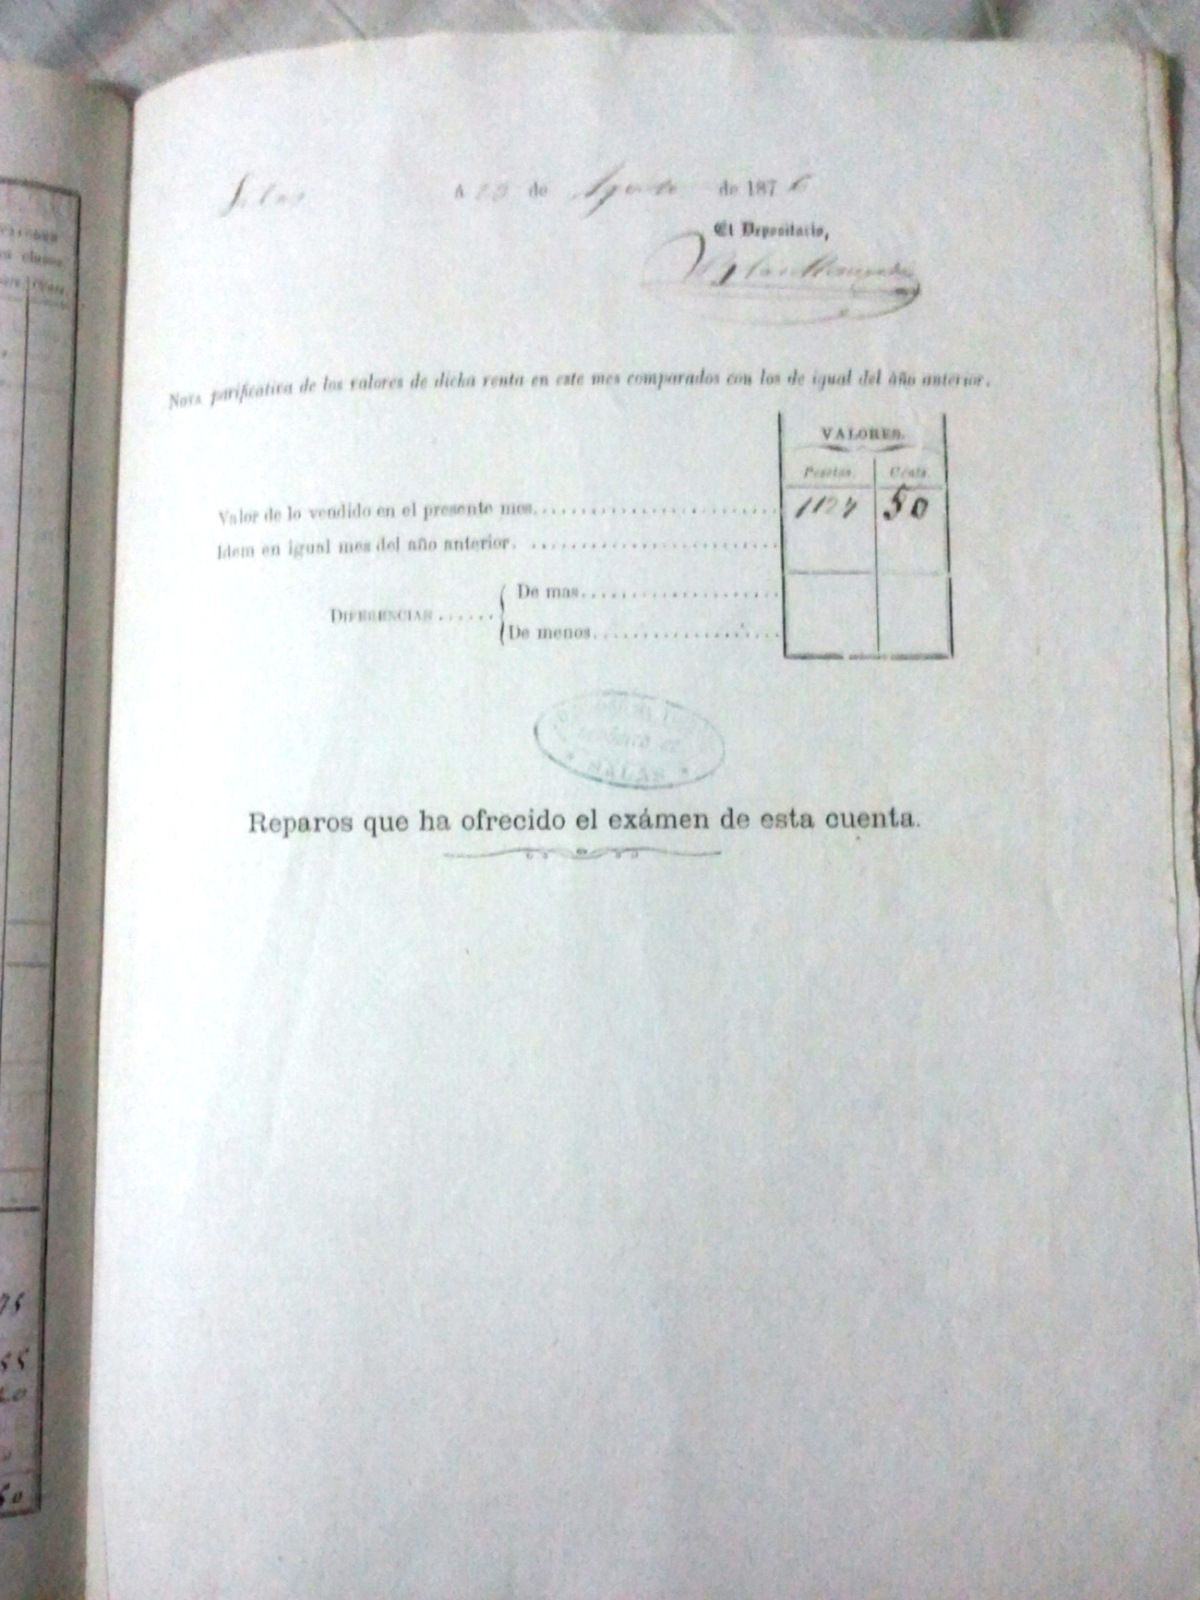 Salas A 23 de Agosto de 1876
El Depositario,
Nota parificativa de los valores de dicha renta en este mes comparados con los de igual del año anterior.
VALORES.
Pesetas. Cents.
Valor de lo vendido en el presente mes. 50
Idem en igual mes del año anterior.
DIFERENCIAS De mas
De menos
SALAS
Reparos que ha ofrecido el exámen de esta cuenta.
75
55